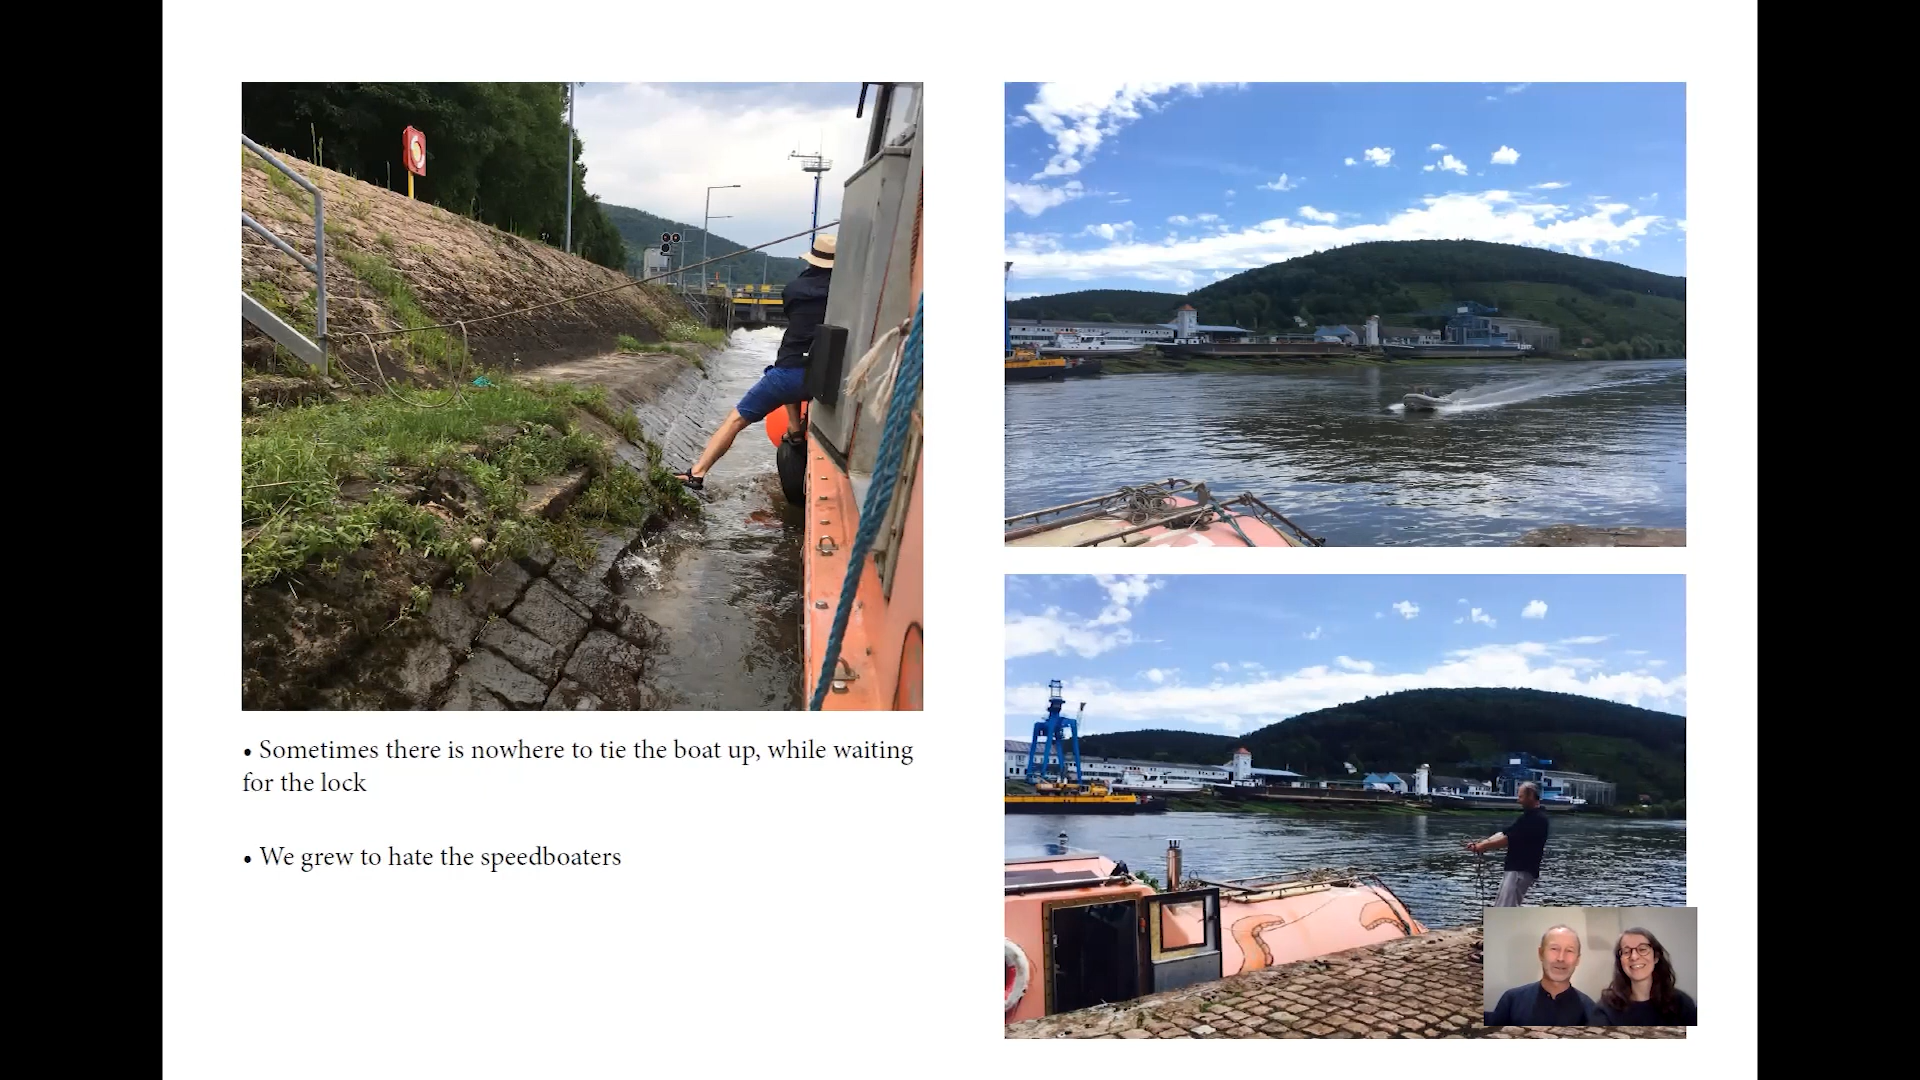 • Sometimes there is nowhere to tie the boat up, while waiting
for the lock
• We grew to hate the speedboaters